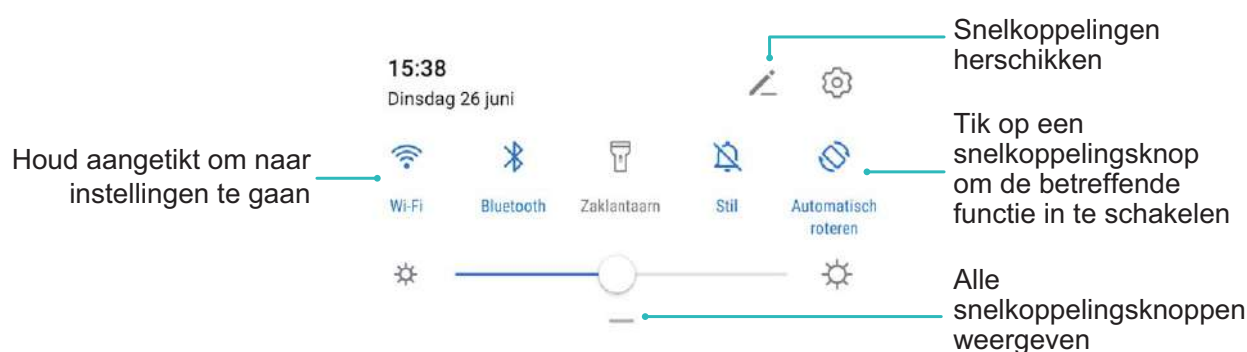 Snelkoppelingen
herschikken
15:38
Dinsdag 26 juni
Houd aangetikt om naar
instellingen te gaan
Wi-Fi
Bluetooth
Zaklantaarn
Stil
Automatisch
roteren
Tik op een
snelkoppelingsknop
om de betreffende
functie in te schakelen
Alle
snelkoppelingsknoppen
weergeven